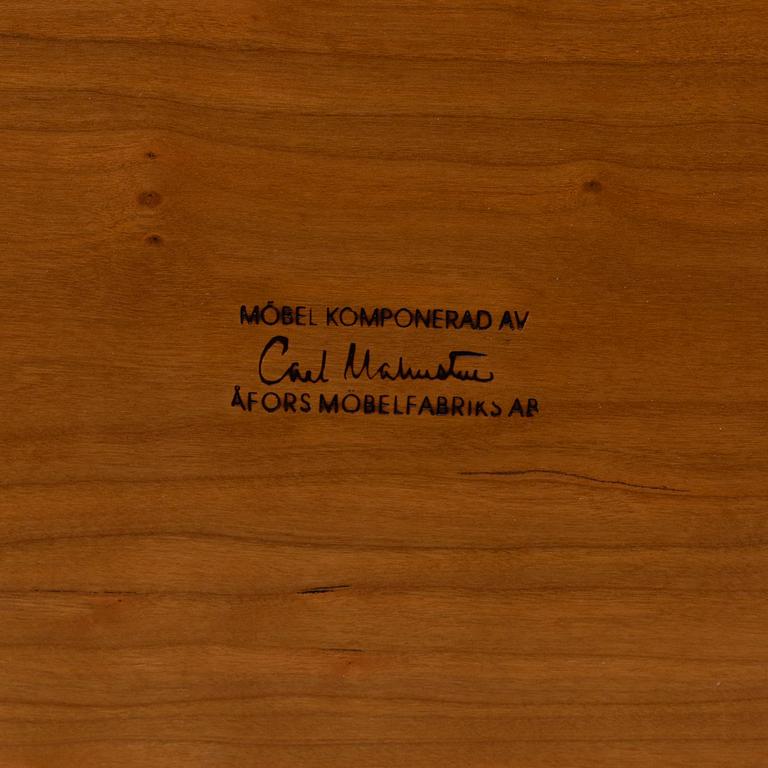 MÖBEL KOMPONERAD AV
Carl Malmsten
ÅFORS MÖBELFABRIKS AB